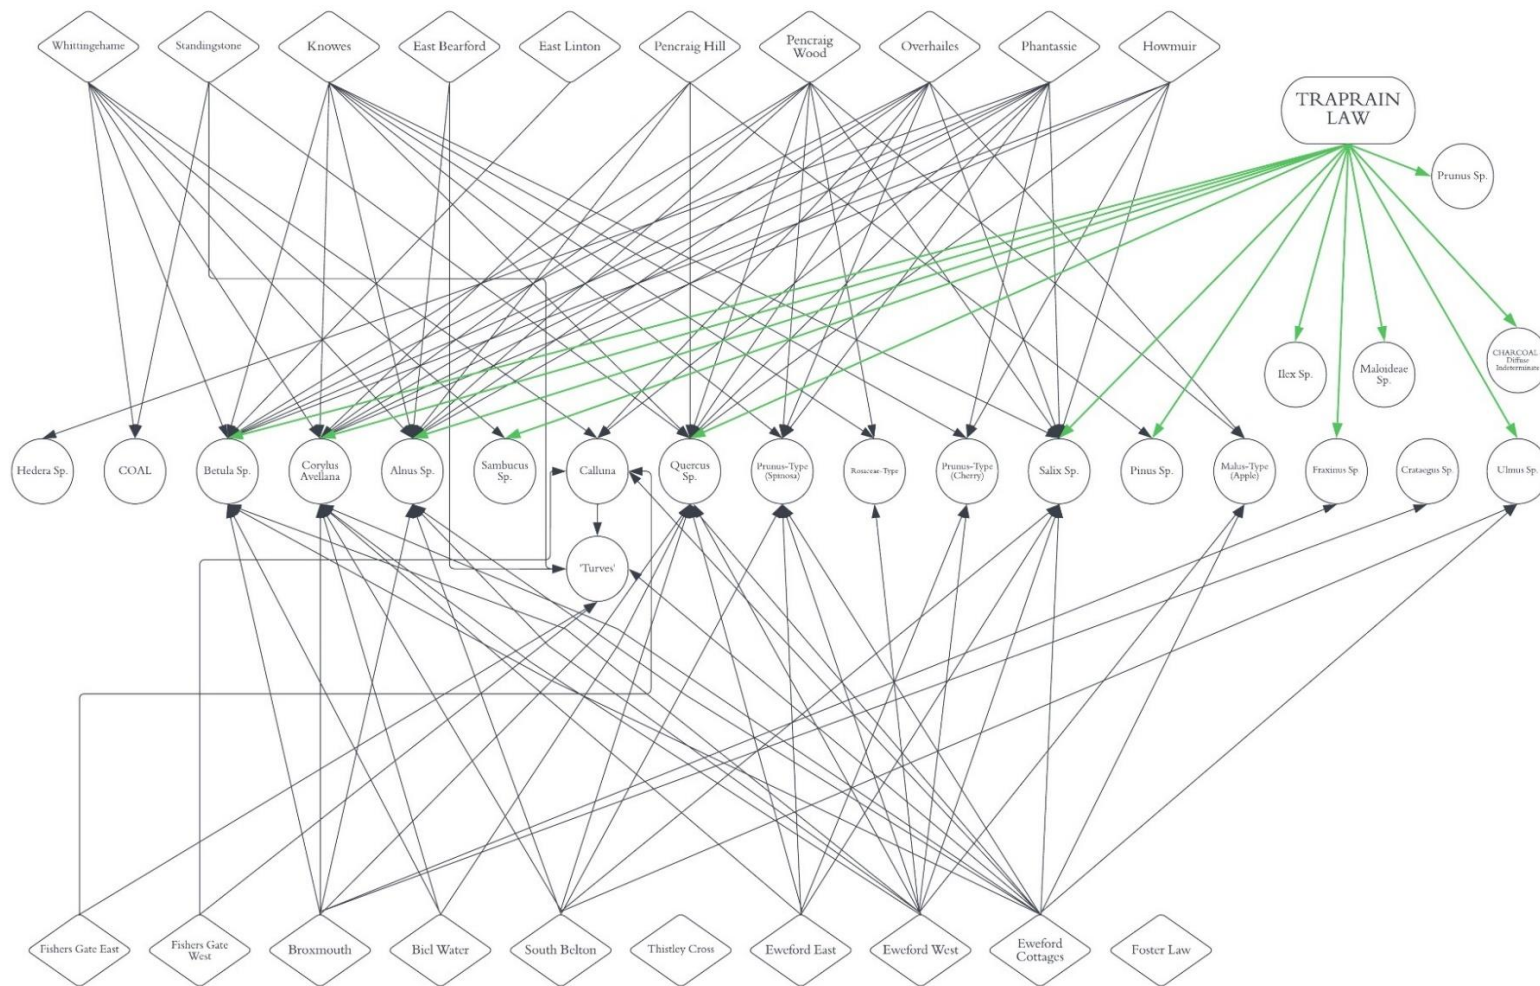 Whittingehame
Standingstone
Knowes
East Bearford
East Linton
Pencraig Hill
Pencraig
Wood
Overhailes
Phantassie
Howmuir
TRAPRAIN
LAW
Prunus Sp.
Ilex Sp.
Maloideae
Sp.
CHARCOAL
Diffuse
Indeterminate
Hedera Sp.
COAL
Betula Sp.
Corylus
Avellana
Alnus Sp.
Sambucus
Sp.
Calluna
Quercus
Sp.
Prunus-Type
(Spinosa)
Rosaceae-Type
Prunus-Type
(Cherry)
Salix Sp.
Pinus Sp.
Malus-Type
(Apple)
Fraxinus Sp.
Crataegus Sp.
Ulmus Sp.
'Turves'
Fishers Gate East
Fishers Gate
West
Broxmouth
Biel Water
South Belton
Thistley Cross
Eweford East
Eweford West
Eweford
Cottages
Foster Law